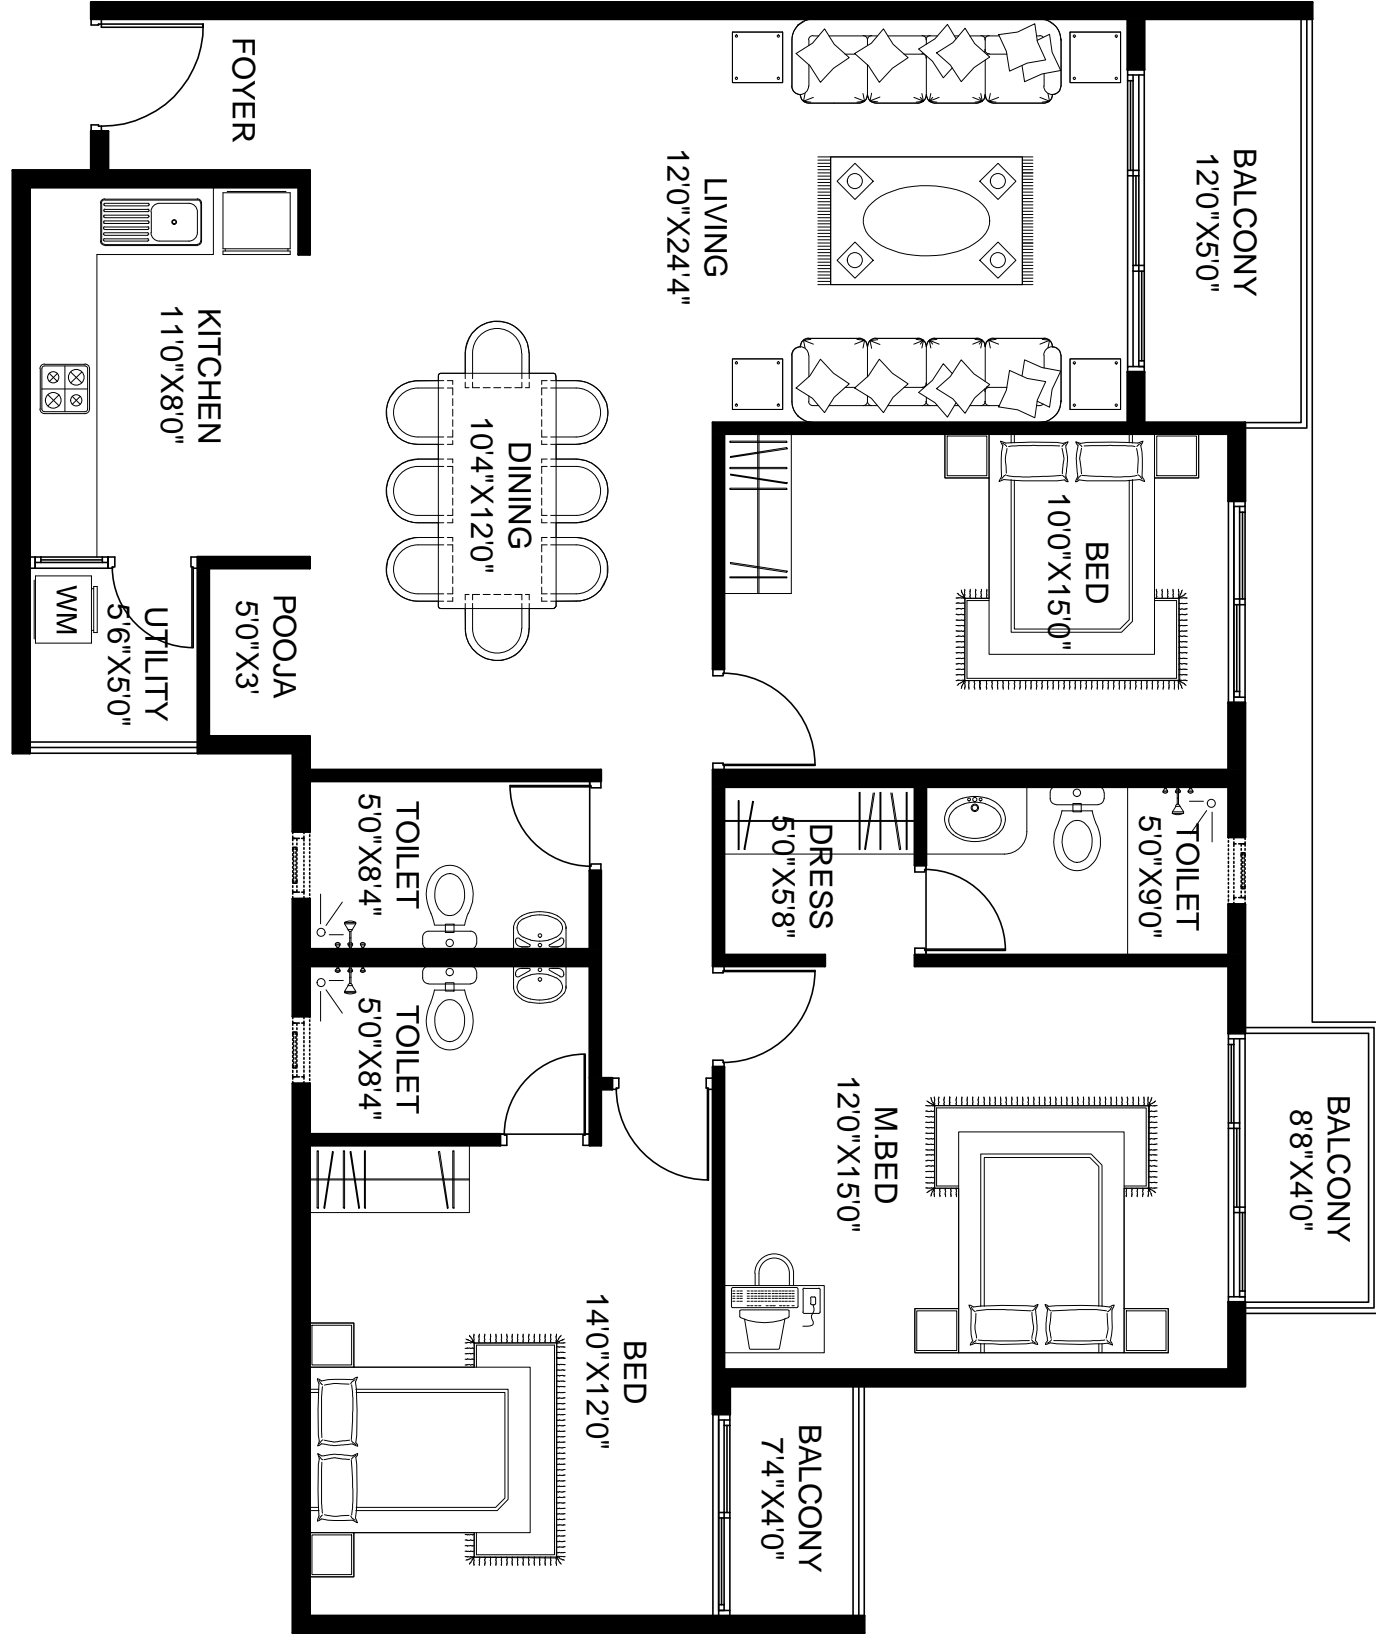 FOYER
BALCONY
12'0"X5'0"
LIVING
12'0"X24'4"
KITCHEN
11'0"X8'0"
DINING
10'4"X12'0"
BED
10'0"X15'0"
WM
UTILITY
5'6"X5'0"
POOJA
5'0"X3'
TOILET
5'0"X8'4"
DRESS
5'0"X5'8"
TOILET
5'0"X9'0"
TOILET
5'0"X8'4"
M.BED
12'0"X15'0"
BALCONY
8'8"X4'0"
BED
14'0"X12'0"
BALCONY
7'4"X4'0"